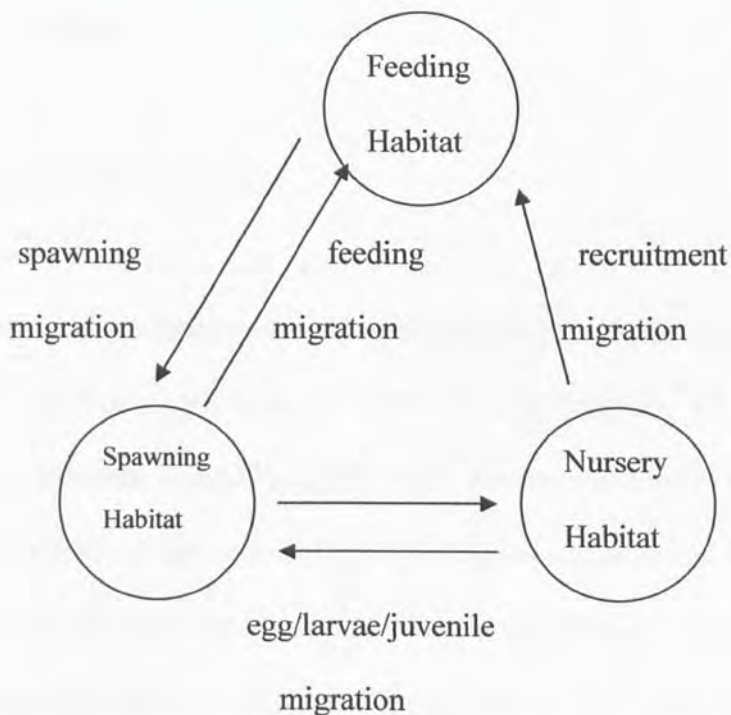 Feeding
Habitat
spawning
migration
feeding
migration
recruitment
migration
Spawning
Habitat
Nursery
Habitat
egg/larvae/juvenile
migration